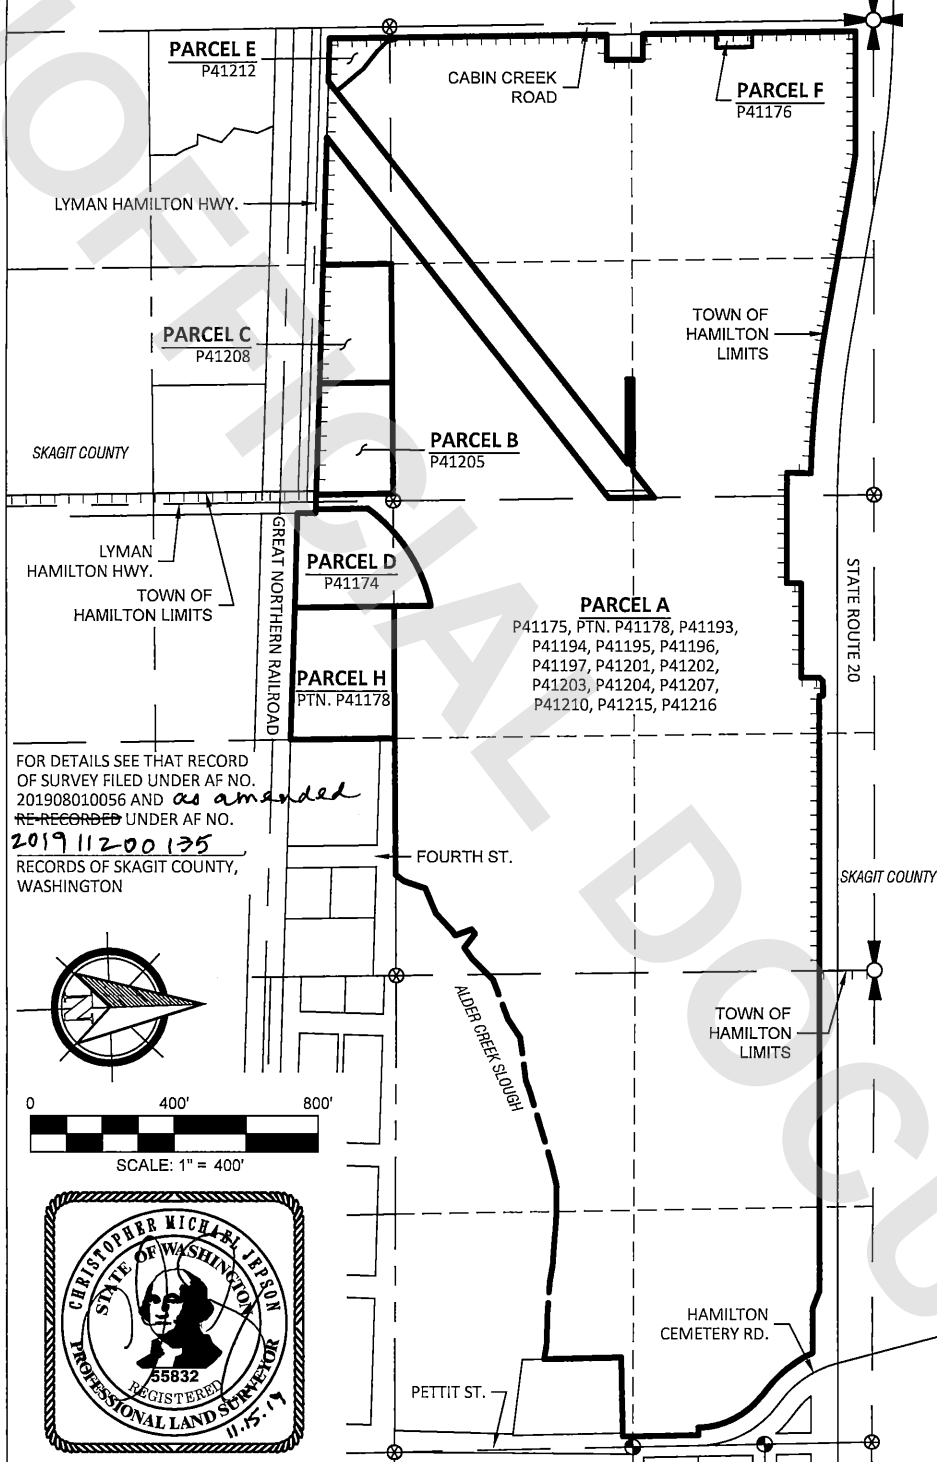 PARCEL E
P41212
CABIN CREEK
ROAD
PARCEL F
P41176
LYMAN HAMILTON HWY.
TOWN OF
HAMILTON
LIMITS
PARCEL C
P41208
SKAGIT COUNTY
PARCEL B
P41205
LYMAN
HAMILTON HWY.
TOWN OF
HAMILTON LIMITS
GREAT NORTHERN RAILROAD
PARCEL D
P41174
PARCEL A
P41175, PTN. P41178, P41193,
P41194, P41195, P41196,
P41197, P41201, P41202,
P41203, P41204, P41207,
P41210, P41215, P41216
STATE ROUTE 20
PARCEL H
PTN. P41178
FOR DETAILS SEE THAT RECORD
OF SURVEY FILED UNDER AF NO.
201908010056 AND as amended
RE-RECORDED UNDER AF NO.
201911200135
RECORDS OF SKAGIT COUNTY,
WASHINGTON
FOURTH ST.
SKAGIT COUNTY
N
ALDER CREEK SLOUGH
TOWN OF
HAMILTON
LIMITS
0 400' 800'
SCALE: 1" = 400'
CHRISTOPHER MICHAEL JEPSON
STATE OF WASHINGTON
55832
REGISTERED
PROFESSIONAL LAND SURVEYOR
11.15.19
HAMILTON
CEMETERY RD.
PETTIT ST.
OFFICIAL DOCU